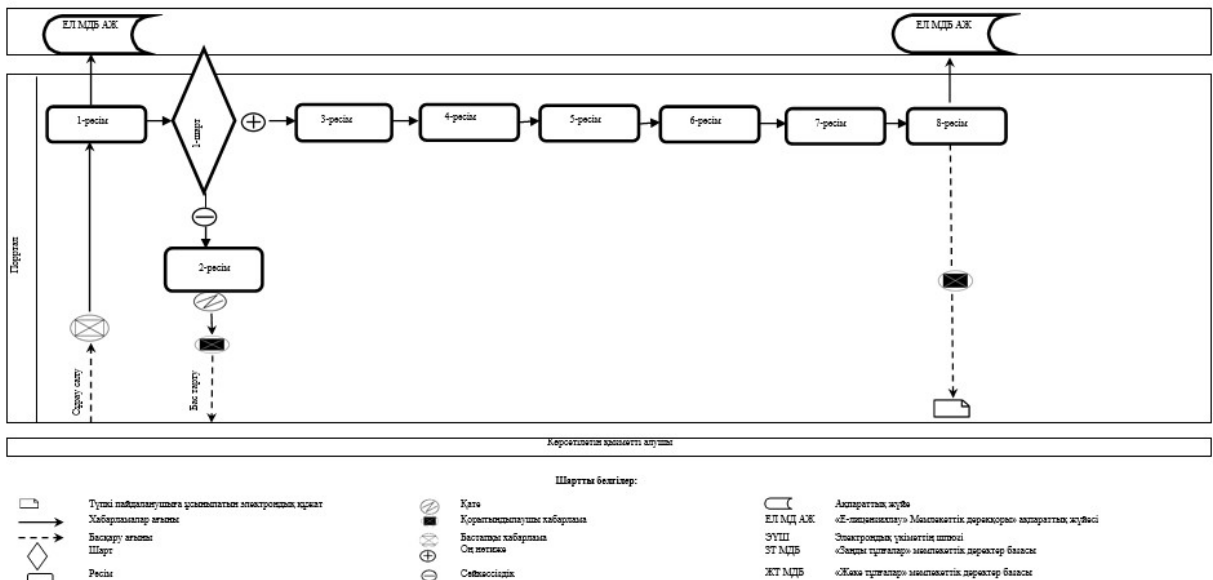 ЕЛ МДБ АЖ
ЕЛ МДБ АЖ
1-рәсім
1-шарт
3-рәсім
4-рәсім
5-рәсім
6-рәсім
7-рәсім
8-рәсім
2-рәсім
Порртал
Сұрау салу
Бас тарту
Көрсетілетін қызметті алушы
Шартты белгілер:
Түпкі пайдаланушыға ұсынылатын электрондық құжат
Хабарламалар ағыны
Басқару ағыны
Шарт
Рәсім
Қате
Қорытындылаушы хабарлама
Бастапқы хабарлама
Оң нәтиже
Сәйкессіздік
Ақпараттық жүйе
ЕЛ МД АЖ «Е-лицензиялау» Мемлекеттік дерекқоры» ақпараттық жүйесі
ЭҮШ Электрондық үкіметтің шлюзі
ЗТ МДБ «Заңды тұлғалар» мемлекеттік деректер базасы
ЖТ МДБ «Жеке тұлғалар» мемлекеттік деректер базасы